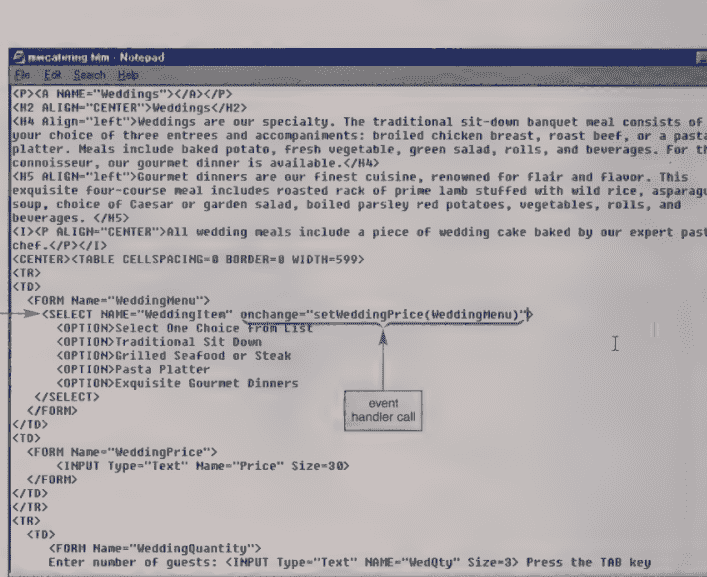 mwcatering.htm - Notepad
File Edit Search Help
<P><A NAME="Weddings"></A></P>
<H2 ALIGN="CENTER">Weddings</H2>
<H4 Align="left">Weddings are our specialty. The traditional sit-down banquet meal consists of
your choice of three entrees and accompaniments: broiled chicken breast, roast beef, or a pasta
platter. Meals include baked potato, fresh vegetable, green salad, rolls, and beverages. For th
connoisseur, our gourmet dinner is available.</H4>
<H5 ALIGN="left">Gourmet dinners are our finest cuisine, renowned for flair and flavor. This
exquisite four-course meal includes roasted rack of prime lamb stuffed with wild rice, asparagu
soup, choice of Caesar or garden salad, boiled parsley red potatoes, vegetables, rolls, and
beverages. </H5>
<I><P ALIGN="CENTER">All wedding meals include a piece of wedding cake baked by our expert past
chef.</P></I>
<CENTER><TABLE CELLSPACING=0 BORDER=0 WIDTH=599>
<TR>
<TD>
<FORM Name="WeddingMenu">
<SELECT NAME="WeddingItem" onchange="setWeddingPrice(WeddingMenu)">
<OPTION>Select One Choice from List
<OPTION>Traditional Sit Down
<OPTION>Grilled Seafood or Steak
<OPTION>Pasta Platter
<OPTION>Exquisite Gourmet Dinners
</SELECT>
</FORM>
event
handler call
</TD>
<TD>
<FORM Name="WeddingPrice">
<INPUT Type="Text" Name="Price" Size=30>
</FORM>
</TD>
</TR>
<TR>
<TD>
<FORM Name="WeddingQuantity">
Enter number of guests: <INPUT Type="Text" NAME="WedQty" Size=3> Press the TAB key